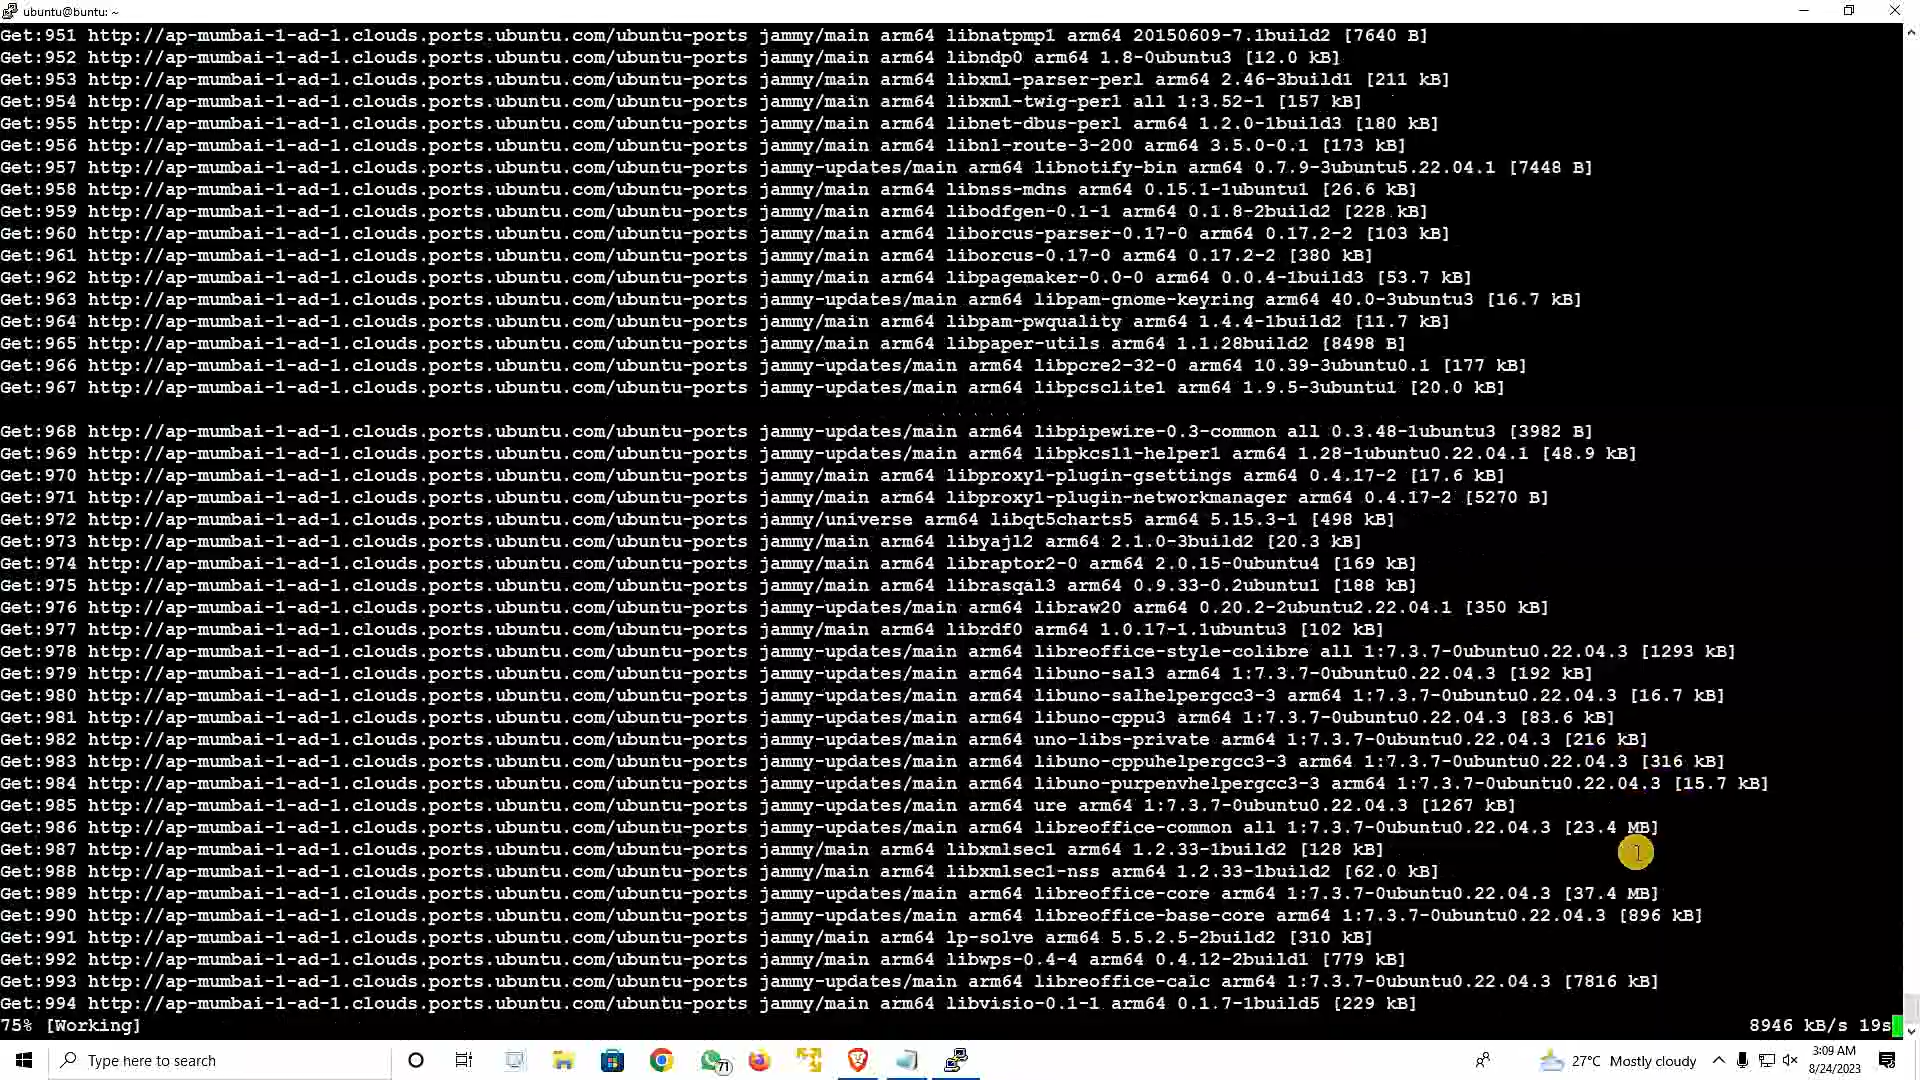 ubuntu@buntu: ~
Get:951 http://ap-mumbai-1-ad-1.clouds.ports.ubuntu.com/ubuntu-ports jammy/main arm64 libnatpmp1 arm64 20150609-7.1build2 [7640 B]
Get:952 http://ap-mumbai-1-ad-1.clouds.ports.ubuntu.com/ubuntu-ports jammy/main arm64 libndp0 arm64 1.8-0ubuntu3 [12.0 kB]
Get:953 http://ap-mumbai-1-ad-1.clouds.ports.ubuntu.com/ubuntu-ports jammy/main arm64 libxml-parser-perl arm64 2.46-3build1 [211 kB]
Get:954 http://ap-mumbai-1-ad-1.clouds.ports.ubuntu.com/ubuntu-ports jammy/main arm64 libxml-twig-perl all 1:3.52-1 [157 kB]
Get:955 http://ap-mumbai-1-ad-1.clouds.ports.ubuntu.com/ubuntu-ports jammy/main arm64 libnet-dbus-perl arm64 1.2.0-1build3 [180 kB]
Get:956 http://ap-mumbai-1-ad-1.clouds.ports.ubuntu.com/ubuntu-ports jammy/main arm64 libnl-route-3-200 arm64 3.5.0-0.1 [173 kB]
Get:957 http://ap-mumbai-1-ad-1.clouds.ports.ubuntu.com/ubuntu-ports jammy-updates/main arm64 libnotify-bin arm64 0.7.9-3ubuntu5.22.04.1 [7448 B]
Get:958 http://ap-mumbai-1-ad-1.clouds.ports.ubuntu.com/ubuntu-ports jammy/main arm64 libnss-mdns arm64 0.15.1-1ubuntu1 [26.6 kB]
Get:959 http://ap-mumbai-1-ad-1.clouds.ports.ubuntu.com/ubuntu-ports jammy/main arm64 libodfgen-0.1-1 arm64 0.1.8-2build2 [228 kB]
Get:960 http://ap-mumbai-1-ad-1.clouds.ports.ubuntu.com/ubuntu-ports jammy/main arm64 liborcus-parser-0.17-0 arm64 0.17.2-2 [103 kB]
Get:961 http://ap-mumbai-1-ad-1.clouds.ports.ubuntu.com/ubuntu-ports jammy/main arm64 liborcus-0.17-0 arm64 0.17.2-2 [380 kB]
Get:962 http://ap-mumbai-1-ad-1.clouds.ports.ubuntu.com/ubuntu-ports jammy/main arm64 libpagemaker-0.0-0 arm64 0.0.4-1build3 [53.7 kB]
Get:963 http://ap-mumbai-1-ad-1.clouds.ports.ubuntu.com/ubuntu-ports jammy-updates/main arm64 libpam-gnome-keyring arm64 40.0-3ubuntu3 [16.7 kB]
Get:964 http://ap-mumbai-1-ad-1.clouds.ports.ubuntu.com/ubuntu-ports jammy/main arm64 libpam-pwquality arm64 1.4.4-1build2 [11.7 kB]
Get:965 http://ap-mumbai-1-ad-1.clouds.ports.ubuntu.com/ubuntu-ports jammy/main arm64 libpaper-utils arm64 1.1.28build2 [8498 B]
Get:966 http://ap-mumbai-1-ad-1.clouds.ports.ubuntu.com/ubuntu-ports jammy/main arm64 libpcre2-32-0 arm64 10.39-3ubuntu0.1 [177 kB]
Get:967 http://ap-mumbai-1-ad-1.clouds.ports.ubuntu.com/ubuntu-ports jammy/main arm64 libpcsclite1 arm64 1.9.5-3ubuntu1 [20.0 kB]
Get:968 http://ap-mumbai-1-ad-1.clouds.ports.ubuntu.com/ubuntu-ports jammy-updates/main arm64 libpipewire-0.3-common all 0.3.48-1ubuntu3 [3982 B]
Get:969 http://ap-mumbai-1-ad-1.clouds.ports.ubuntu.com/ubuntu-ports jammy-updates/main arm64 libpkcs11-helper1 arm64 1.28-1ubuntu0.22.04.1 [48.9 kB]
Get:970 http://ap-mumbai-1-ad-1.clouds.ports.ubuntu.com/ubuntu-ports jammy/main arm64 libproxy1-plugin-gsettings arm64 0.4.17-2 [17.6 kB]
Get:971 http://ap-mumbai-1-ad-1.clouds.ports.ubuntu.com/ubuntu-ports jammy/main arm64 libproxy1-plugin-networkmanager arm64 0.4.17-2 [5270 B]
Get:972 http://ap-mumbai-1-ad-1.clouds.ports.ubuntu.com/ubuntu-ports jammy/universe arm64 libqt5charts5 arm64 5.15.3-1 [498 kB]
Get:973 http://ap-mumbai-1-ad-1.clouds.ports.ubuntu.com/ubuntu-ports jammy/main arm64 libyajl2 arm64 2.1.0-3build2 [20.3 kB]
Get:974 http://ap-mumbai-1-ad-1.clouds.ports.ubuntu.com/ubuntu-ports jammy/main arm64 libraptor2-0 arm64 2.0.15-0ubuntu4 [169 kB]
Get:975 http://ap-mumbai-1-ad-1.clouds.ports.ubuntu.com/ubuntu-ports jammy/main arm64 librasqal3 arm64 0.9.33-0.2ubuntu1 [188 kB]
Get:976 http://ap-mumbai-1-ad-1.clouds.ports.ubuntu.com/ubuntu-ports jammy-updates/main arm64 libraw20 arm64 0.20.2-2ubuntu2.22.04.1 [350 kB]
Get:977 http://ap-mumbai-1-ad-1.clouds.ports.ubuntu.com/ubuntu-ports jammy/main arm64 librdf0 arm64 1.0.17-1.1ubuntu3 [102 kB]
Get:978 http://ap-mumbai-1-ad-1.clouds.ports.ubuntu.com/ubuntu-ports jammy-updates/main arm64 libreoffice-style-colibre all 1:7.3.7-0ubuntu0.22.04.3 [1293 kB]
Get:979 http://ap-mumbai-1-ad-1.clouds.ports.ubuntu.com/ubuntu-ports jammy-updates/main arm64 libuno-sal3 arm64 1:7.3.7-0ubuntu0.22.04.3 [192 kB]
Get:980 http://ap-mumbai-1-ad-1.clouds.ports.ubuntu.com/ubuntu-ports jammy-updates/main arm64 libuno-salhelpergcc3-3 arm64 1:7.3.7-0ubuntu0.22.04.3 [16.7 kB]
Get:981 http://ap-mumbai-1-ad-1.clouds.ports.ubuntu.com/ubuntu-ports jammy-updates/main arm64 libuno-cppu3 arm64 1:7.3.7-0ubuntu0.22.04.3 [83.6 kB]
Get:982 http://ap-mumbai-1-ad-1.clouds.ports.ubuntu.com/ubuntu-ports jammy-updates/main arm64 uno-libs-private arm64 1:7.3.7-0ubuntu0.22.04.3 [216 kB]
Get:983 http://ap-mumbai-1-ad-1.clouds.ports.ubuntu.com/ubuntu-ports jammy-updates/main arm64 libuno-cppuhelpergcc3-3 arm64 1:7.3.7-0ubuntu0.22.04.3 [316 kB]
Get:984 http://ap-mumbai-1-ad-1.clouds.ports.ubuntu.com/ubuntu-ports jammy-updates/main arm64 libuno-purpenvhelpergcc3-3 arm64 1:7.3.7-0ubuntu0.22.04.3 [15.7 kB]
Get:985 http://ap-mumbai-1-ad-1.clouds.ports.ubuntu.com/ubuntu-ports jammy-updates/main arm64 ure arm64 1:7.3.7-0ubuntu0.22.04.3 [1267 kB]
Get:986 http://ap-mumbai-1-ad-1.clouds.ports.ubuntu.com/ubuntu-ports jammy-updates/main arm64 libreoffice-common all 1:7.3.7-0ubuntu0.22.04.3 [23.4 MB]
Get:987 http://ap-mumbai-1-ad-1.clouds.ports.ubuntu.com/ubuntu-ports jammy/main arm64 libxmlsec1 arm64 1.2.33-1build2 [128 kB]
Get:988 http://ap-mumbai-1-ad-1.clouds.ports.ubuntu.com/ubuntu-ports jammy/main arm64 libxmlsec1-nss arm64 1.2.33-1build2 [62.0 kB]
Get:989 http://ap-mumbai-1-ad-1.clouds.ports.ubuntu.com/ubuntu-ports jammy-updates/main arm64 libreoffice-core arm64 1:7.3.7-0ubuntu0.22.04.3 [37.4 MB]
Get:990 http://ap-mumbai-1-ad-1.clouds.ports.ubuntu.com/ubuntu-ports jammy-updates/main arm64 libreoffice-base-core arm64 1:7.3.7-0ubuntu0.22.04.3 [896 kB]
Get:991 http://ap-mumbai-1-ad-1.clouds.ports.ubuntu.com/ubuntu-ports jammy/main arm64 lp-solve arm64 5.5.2.5-2build2 [310 kB]
Get:992 http://ap-mumbai-1-ad-1.clouds.ports.ubuntu.com/ubuntu-ports jammy/main arm64 libwps-0.4-4 arm64 0.4.12-2build1 [779 kB]
Get:993 http://ap-mumbai-1-ad-1.clouds.ports.ubuntu.com/ubuntu-ports jammy-updates/main arm64 libreoffice-calc arm64 1:7.3.7-0ubuntu0.22.04.3 [7816 kB]
Get:994 http://ap-mumbai-1-ad-1.clouds.ports.ubuntu.com/ubuntu-ports jammy/main arm64 libvisio-0.1-1 arm64 0.1.7-1build5 [229 kB]
75% [Working] 8946 kB/s 19s
Type here to search
71
27°C Mostly cloudy
3:09 AM
8/24/2023